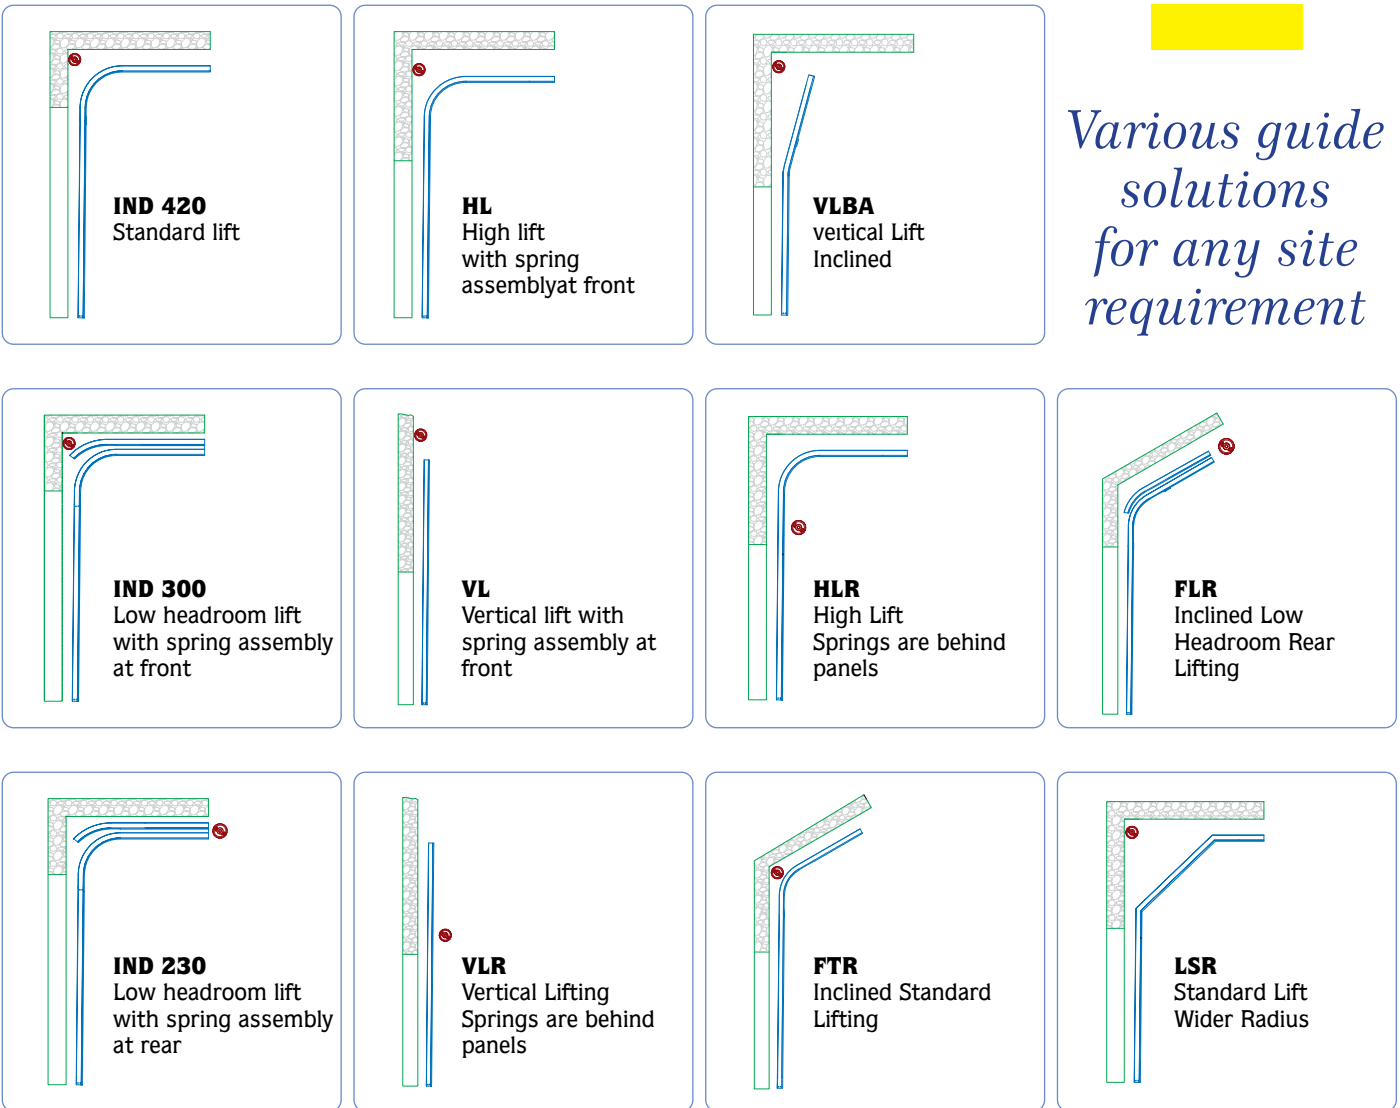 IND 420
Standard lift
HL
High lift
with spring
assemblyat front
VLBA
veıtical Lift
Inclined
Various guide
solutions
for any site
requirement
IND 300
Low headroom lift
with spring assembly
at front
VL
Vertical lift with
spring assembly at
front
HLR
High Lift
Springs are behind
panels
FLR
Inclined Low
Headroom Rear
Lifting
IND 230
Low headroom lift
with spring assembly
at rear
VLR
Vertical Lifting
Springs are behind
panels
FTR
Inclined Standard
Lifting
LSR
Standard Lift
Wider Radius